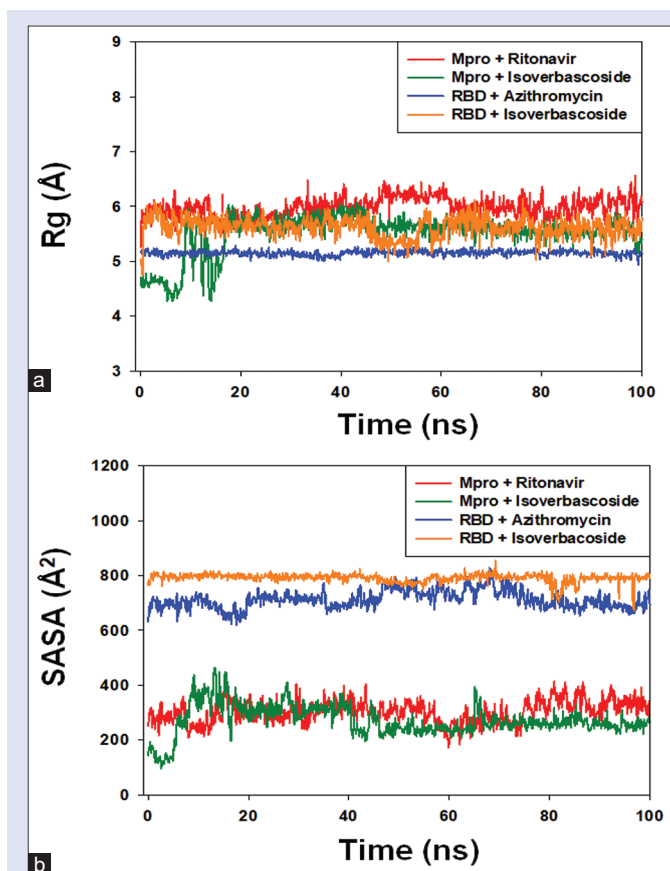 9
8
7
6
5
4
3
Rg (Å)
Mpro + Ritonavir
Mpro + Isoverbascoside
RBD + Azithromycin
RBD + Isoverbascoside
0 20 40 60 80 100
Time (ns)
a
1200
1000
800
600
400
200
0
SASA (Å²)
Mpro + Ritonavir
Mpro + Isoverbascoside
RBD + Azithromycin
RBD + Isoverbacoside
0 20 40 60 80 100
Time (ns)
b